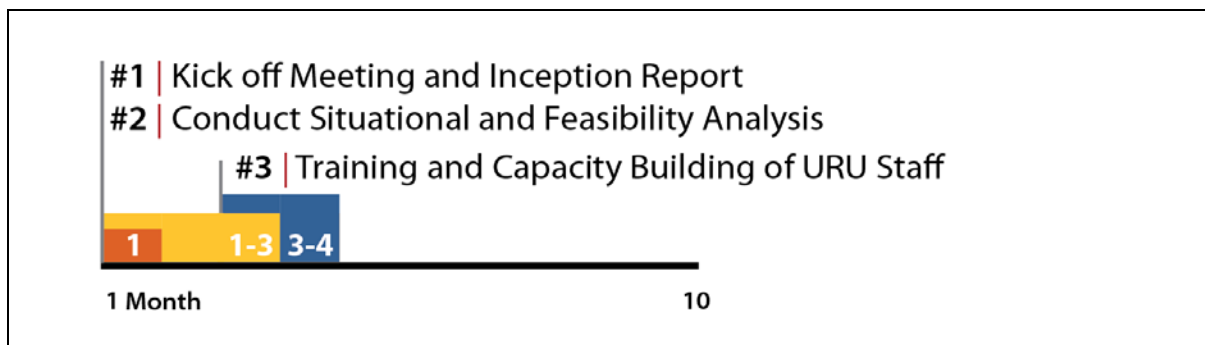 #1 | Kick off Meeting and Inception Report
#2 | Conduct Situational and Feasibility Analysis
#3 | Training and Capacity Building of URU Staff
1 1-3 3-4
1 Month 10